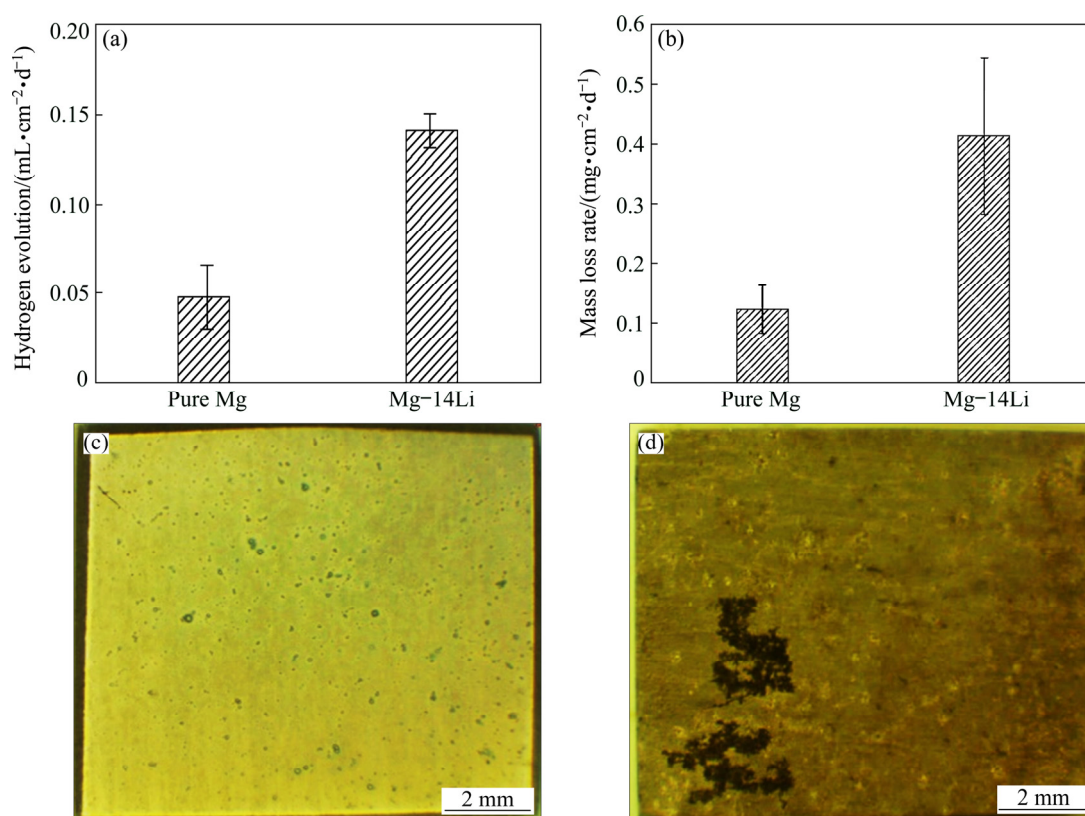 (a)
Hydrogen evolution/(mL•cm⁻²•d⁻¹)
0.20
0.15
0.10
0.05
0
Pure Mg
Mg−14Li
(b)
Mass loss rate/(mg•cm⁻²•d⁻¹)
0.6
0.5
0.4
0.3
0.2
0.1
0
Pure Mg
Mg−14Li
(c)
2 mm
(d)
2 mm